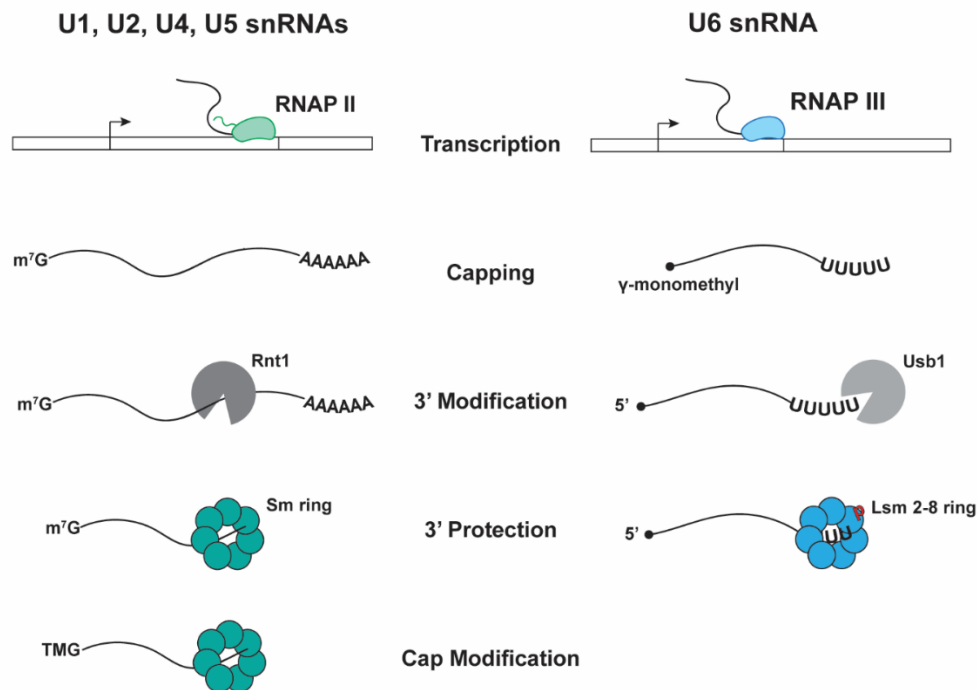 U1, U2, U4, U5 snRNAs
U6 snRNA
RNAP II
RNAP III
Transcription
m⁷G
AAAAAA
Capping
γ-monomethyl
UUUUU
Rnt1
m⁷G
AAAAAA
3' Modification
5'
UUUUU
Usb1
Sm ring
m⁷G
3' Protection
5'
UU
P
Lsm 2-8 ring
TMG
Cap Modification